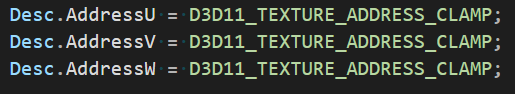 Desc.AddressU = D3D11_TEXTURE_ADDRESS_CLAMP;
Desc.AddressV = D3D11_TEXTURE_ADDRESS_CLAMP;
Desc.AddressW = D3D11_TEXTURE_ADDRESS_CLAMP;